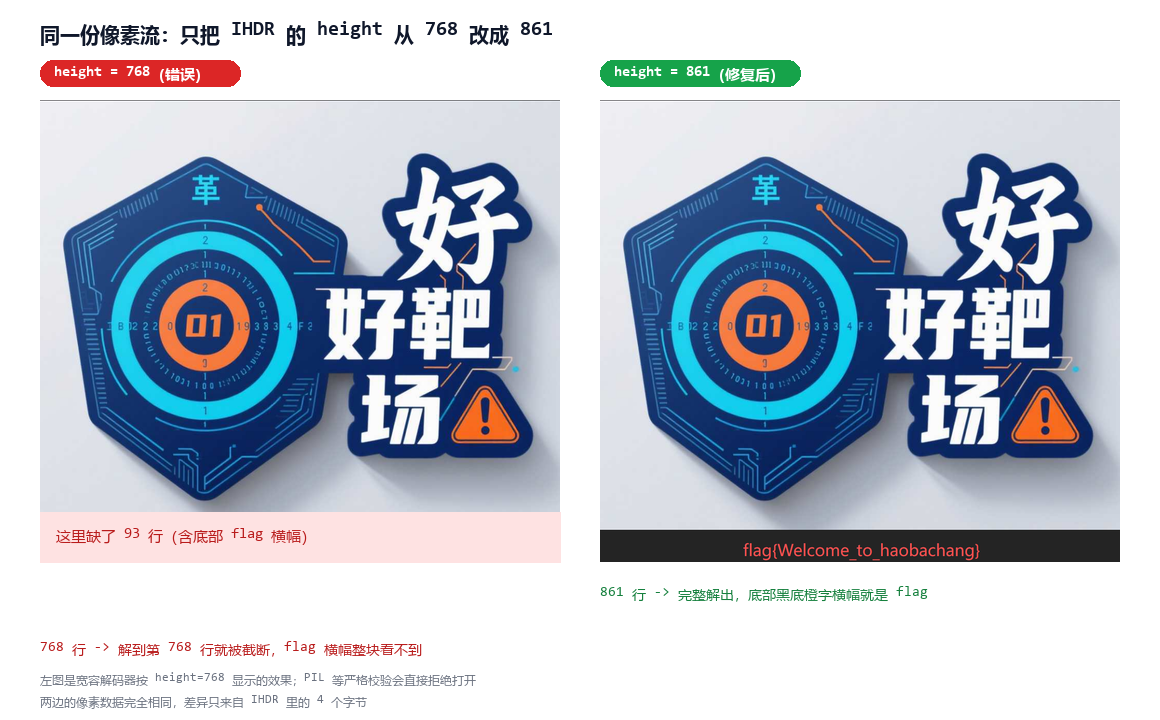 同一份像素流：只把 IHDR 的 height 从 768 改成 861
height = 768 (错误)
height = 861 (修复后)
革
好
好靶
场
01
革
好
好靶
场
01
这里缺了 93 行 (含底部 flag 横幅)
flag{Welcome_to_haobachang}
861 行 -> 完整解出，底部黑底橙字横幅就是 flag
768 行 -> 解到第 768 行就被截断，flag 横幅整块看不到
左图是宽容解码器按 height=768 显示的效果；PIL 等严格校验会直接拒绝打开
两边的像素数据完全相同，差异只来自 IHDR 里的 4 个字节